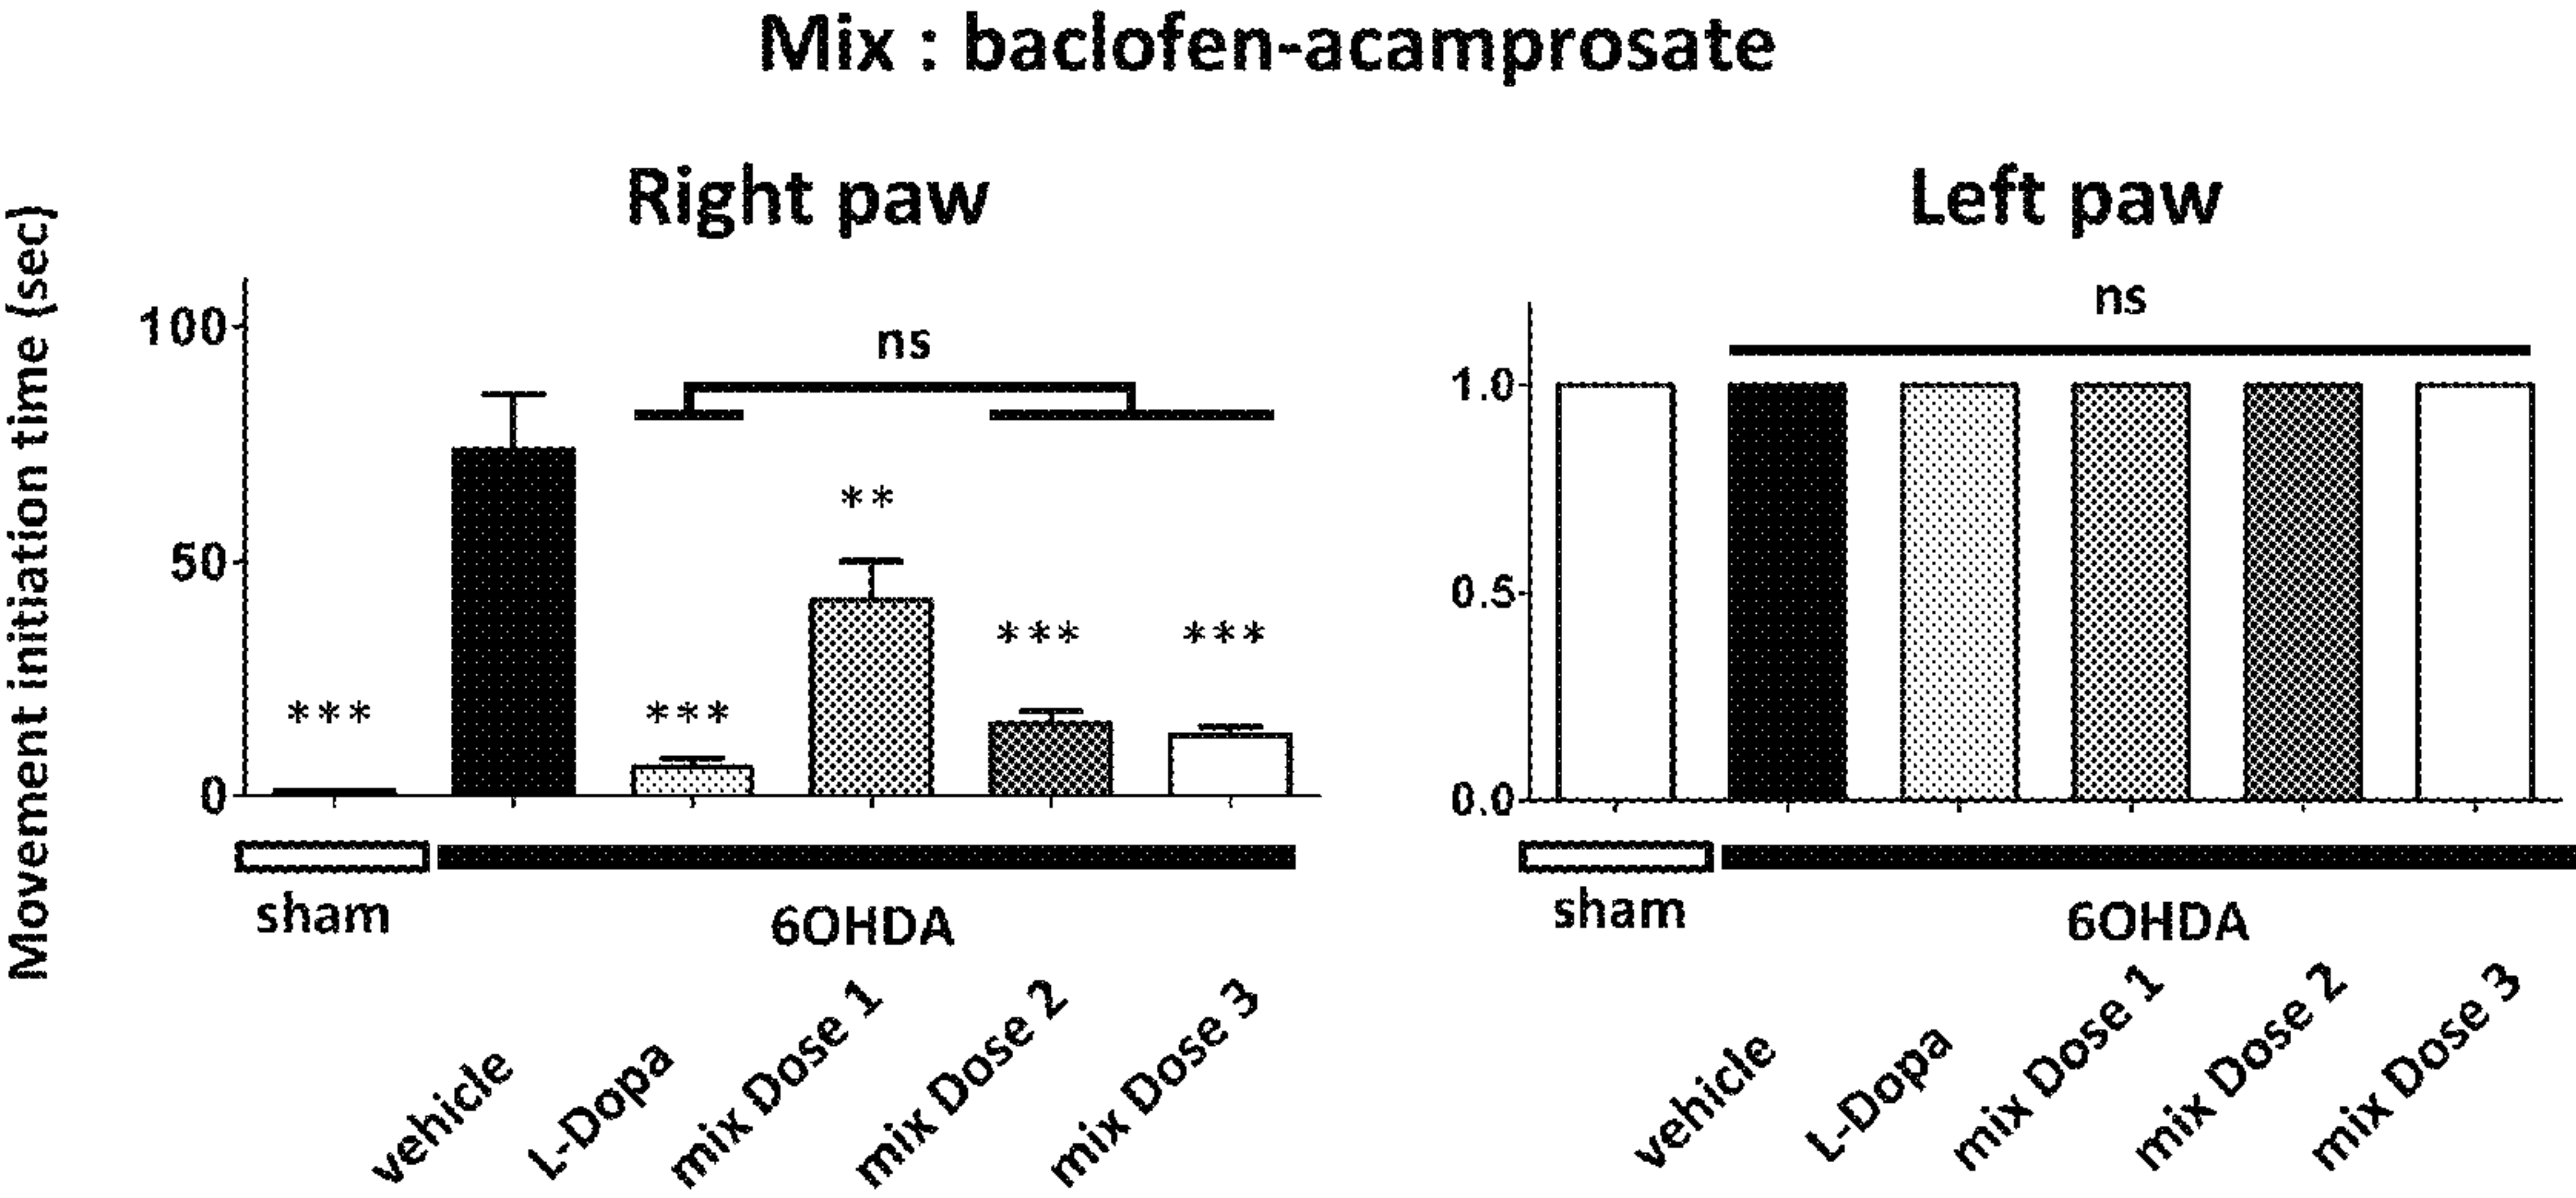 Mix : baclofen-acamprosate
Right paw
Left paw
Movement initiation time (sec)
100
50
0
ns
***
***
**
***
***
sham
6OHDA
vehicle
L-Dopa
mix Dose 1
mix Dose 2
mix Dose 3
ns
1.0
0.5
0.0
sham
6OHDA
vehicle
L-Dopa
mix Dose 1
mix Dose 2
mix Dose 3